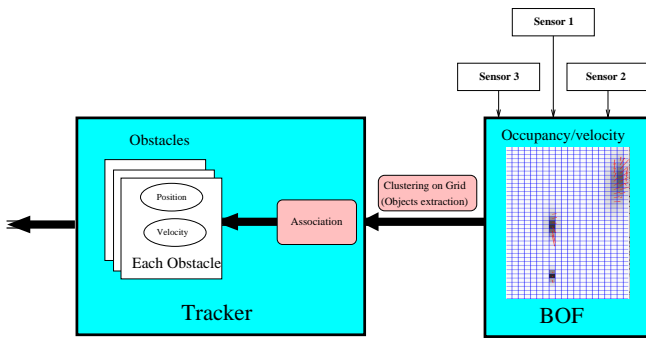 Sensor 1
Sensor 3
Sensor 2
Obstacles
Position
Velocity
Each Obstacle
Association
Tracker
Clustering on Grid
(Objects extraction)
Occupancy/velocity
BOF